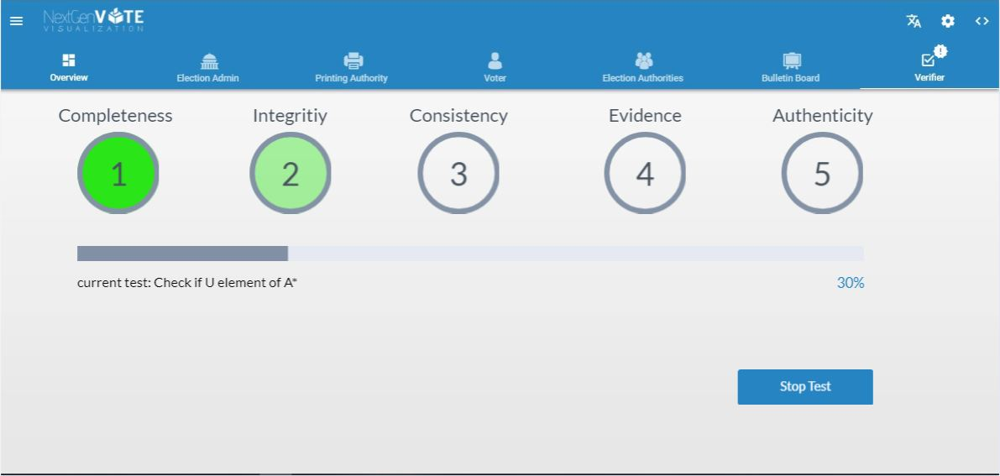 NextGenVOTE
VISUALIZATION
Overview
Election Admin
Printing Authority
Voter
Election Authorities
Bulletin Board
Verifier
Completeness
Integritiy
Consistency
Evidence
Authenticity
1
2
3
4
5
current test: Check if U element of A*
30%
Stop Test